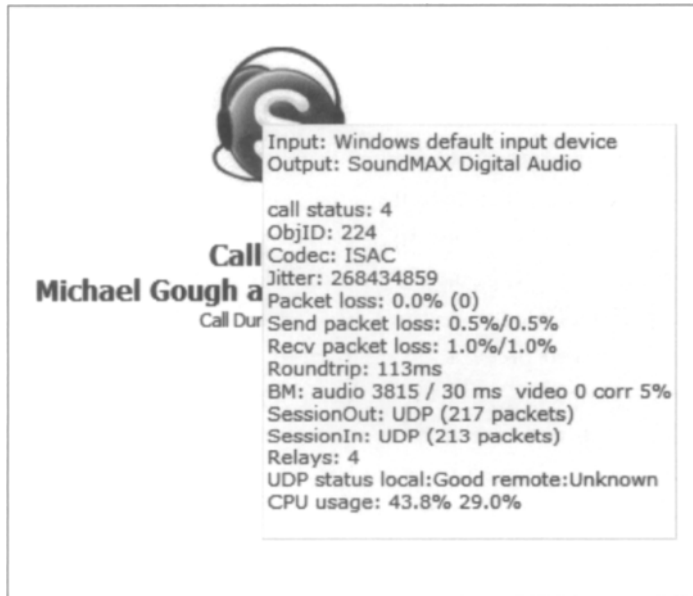 Input: Windows default input device
Output: SoundMAX Digital Audio
call status: 4
ObjID: 224
Call
Codec: ISAC
Jitter: 268434859
Michael Gough a
Packet loss: 0.0% (0)
Call Dur
Send packet loss: 0.5%/0.5%
Recv packet loss: 1.0%/1.0%
Roundtrip: 113ms
BM: audio 3815 / 30 ms video 0 corr 5%
SessionOut: UDP (217 packets)
SessionIn: UDP (213 packets)
Relays: 4
UDP status local:Good remote:Unknown
CPU usage: 43.8% 29.0%